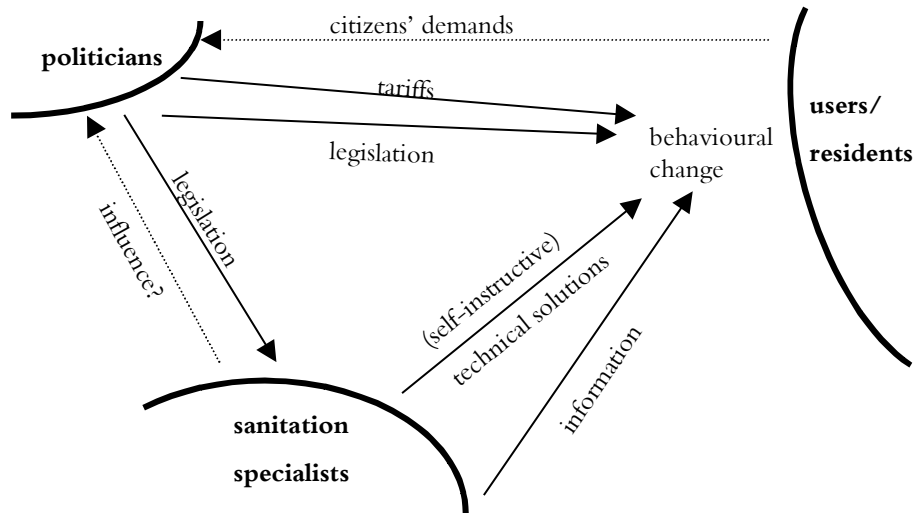 citizens’ demands
politicians
tariffs
users/
residents
behavioural
change
legislation
legislation
influence?
(self-instructive)
technical solutions
information
sanitation
specialists